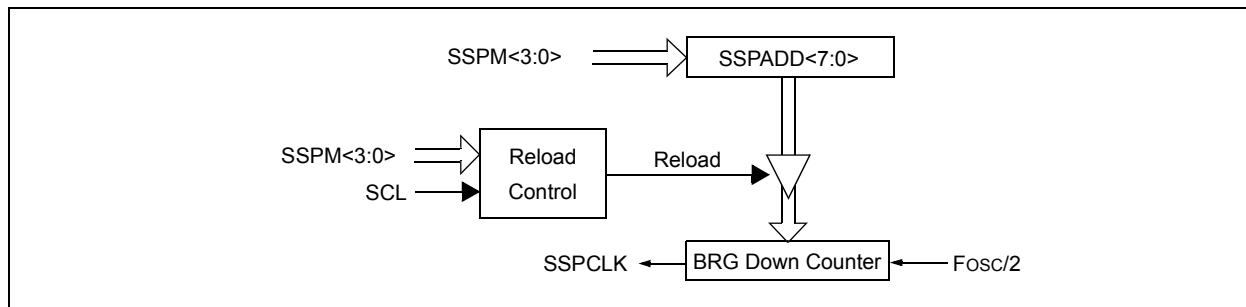 SSPM<3:0>
SSPADD<7:0>
SSPM<3:0>
SCL
Reload
Control
Reload
SSPCLK
BRG Down Counter
FOSC/2